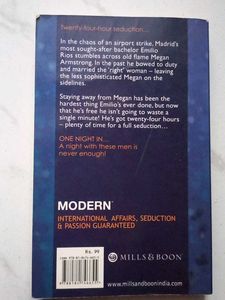 Twenty-four-hour seduction...
In the chaos of an airport strike, Madrid's
most sought-after bachelor Emilio
Rios stumbles across old flame Megan
Armstrong. In the past he bowed to duty
and married the 'right' woman – leaving
the less sophisticated Megan on the
sidelines.
Staying away from Megan has been the
hardest thing Emilio's ever done, but now
that he's free he isn't going to waste a
single minute! He's got twenty-four hours
– plenty of time for a full seduction...
ONE NIGHT IN...
A night with these men is
never enough!
MODERN™
INTERNATIONAL AFFAIRS, SEDUCTION
& PASSION GUARANTEED
Rs. 99
MILLS & BOON
www.millsandboonindia.com